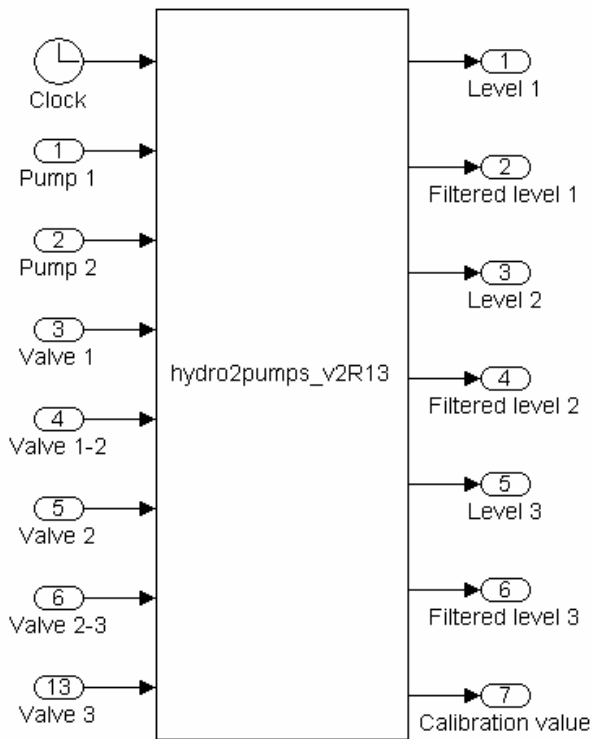 Clock
1
Pump 1
2
Pump 2
3
Valve 1
4
Valve 1-2
5
Valve 2
6
Valve 2-3
13
Valve 3
hydro2pumps_v2R13
1
Level 1
2
Filtered level 1
3
Level 2
4
Filtered level 2
5
Level 3
6
Filtered level 3
7
Calibration value